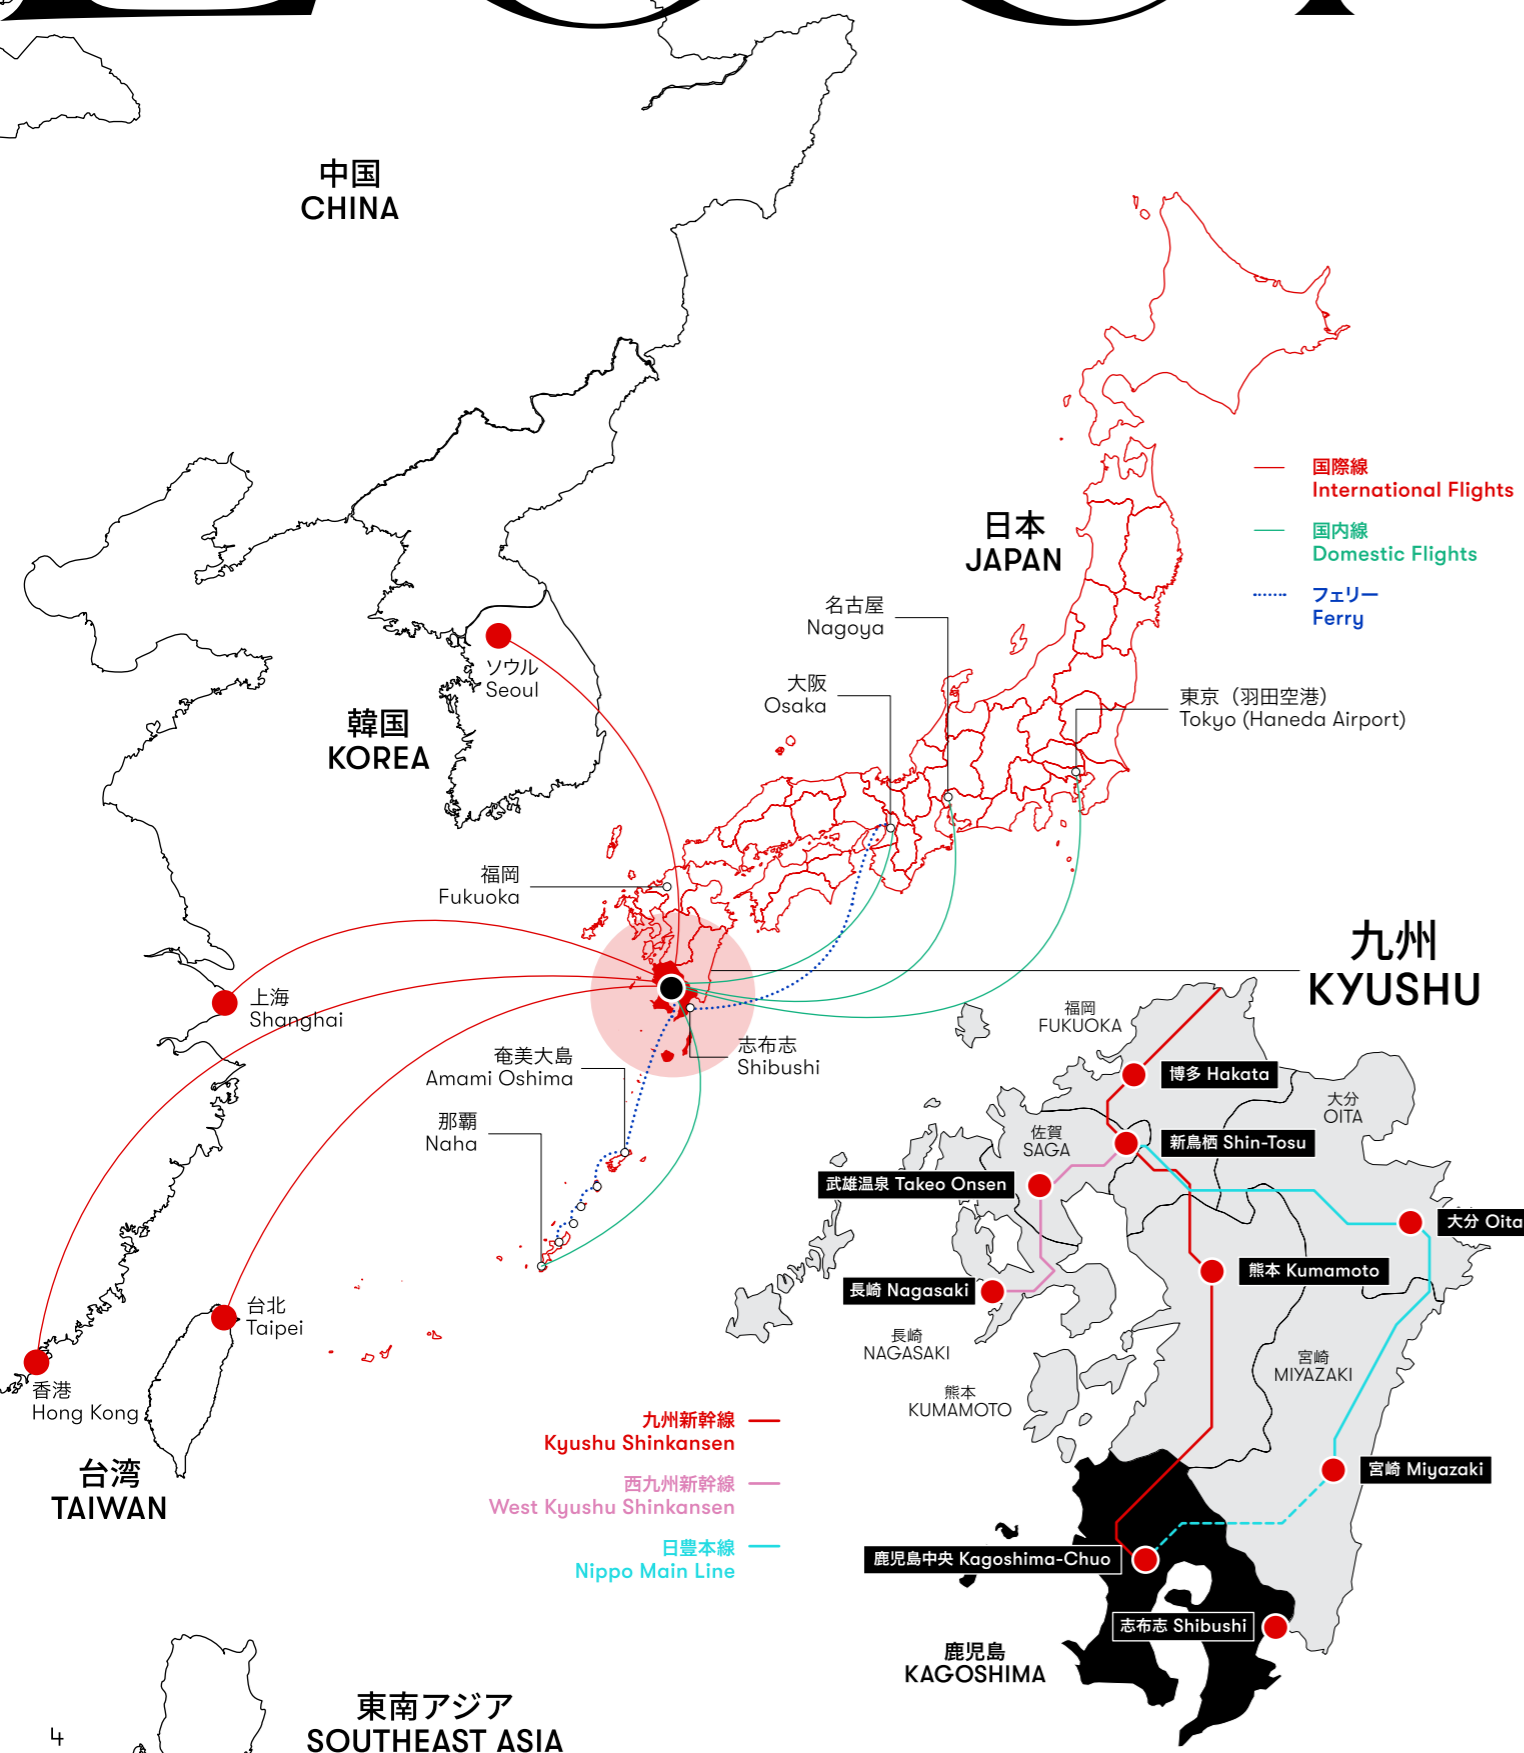 中国
CHINA
日本
JAPAN
国際線
International Flights
国内線
Domestic Flights
フェリー
Ferry
名古屋
Nagoya
大阪
Osaka
東京（羽田空港）
Tokyo (Haneda Airport)
ソウル
Seoul
韓国
KOREA
福岡
Fukuoka
上海
Shanghai
奄美大島
Amami Oshima
志布志
Shibushi
那覇
Naha
台北
Taipei
香港
Hong Kong
台湾
TAIWAN
九州
KYUSHU
福岡
FUKUOKA
博多 Hakata
大分
OITA
佐賀
SAGA
新鳥栖 Shin-Tosu
武雄温泉 Takeo Onsen
大分 Oita
熊本 Kumamoto
長崎 Nagasaki
長崎
NAGASAKI
宮崎
MIYAZAKI
熊本
KUMAMOTO
九州新幹線
Kyushu Shinkansen
西九州新幹線
West Kyushu Shinkansen
日豊本線
Nippo Main Line
宮崎 Miyazaki
鹿児島中央 Kagoshima-Chuo
志布志 Shibushi
鹿児島
KAGOSHIMA
東南アジア
SOUTHEAST ASIA
4